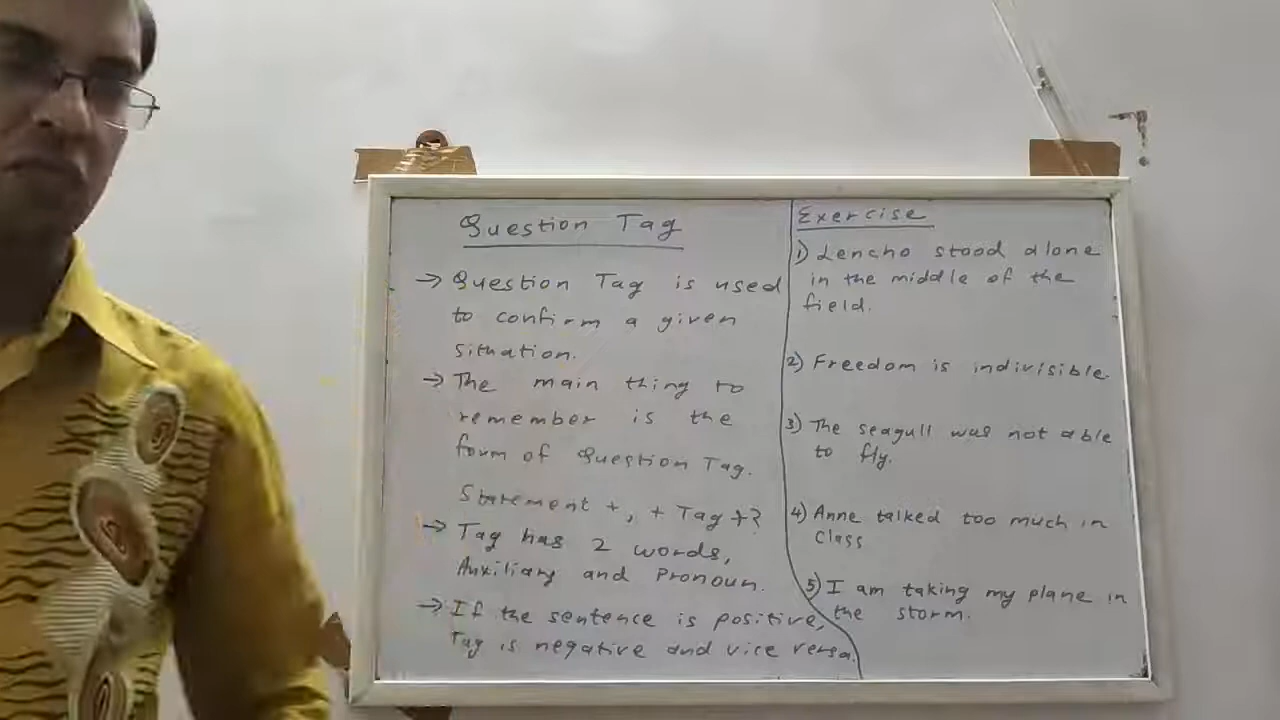 Question Tag
→ Question Tag is used
to confirm a given
situation.
→ The main thing to
remember is the
form of Question Tag.
Statement +, + Tag +?
→ Tag has 2 words,
Auxiliary and Pronoun.
→ If the sentence is positive,
Tag is negative and vice versa.
Exercise
1) Lencho stood alone
in the middle of the
field.
2) Freedom is indivisible.
3) The seagull was not able
to fly.
4) Anne talked too much in
class
5) I am taking my plane in
the storm.